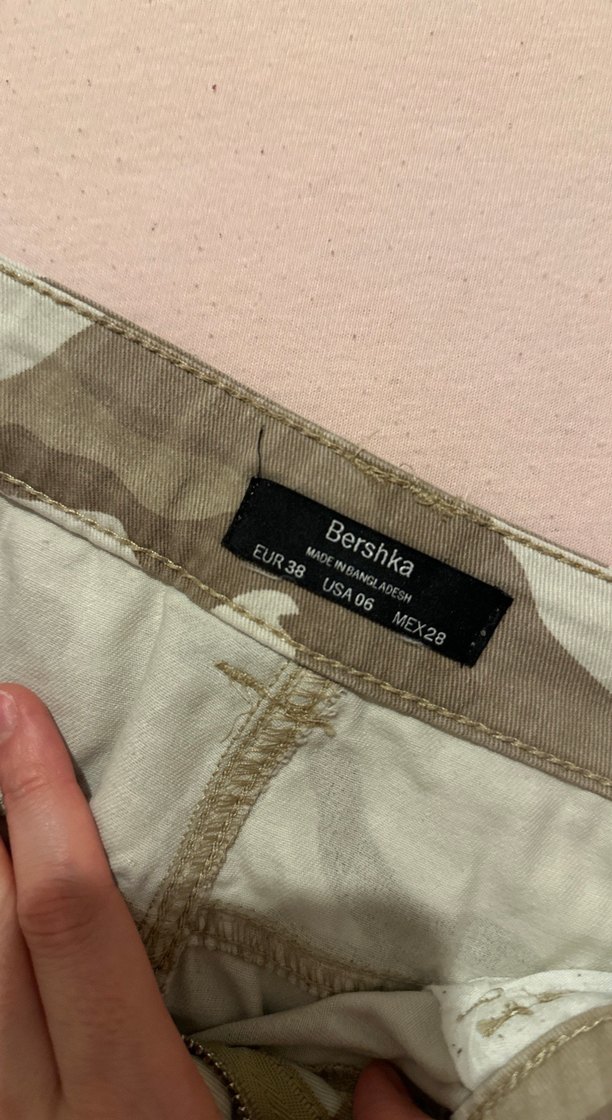 Bershka
MADE IN BANGLADESH
EUR 38 USA 06 MEX 28